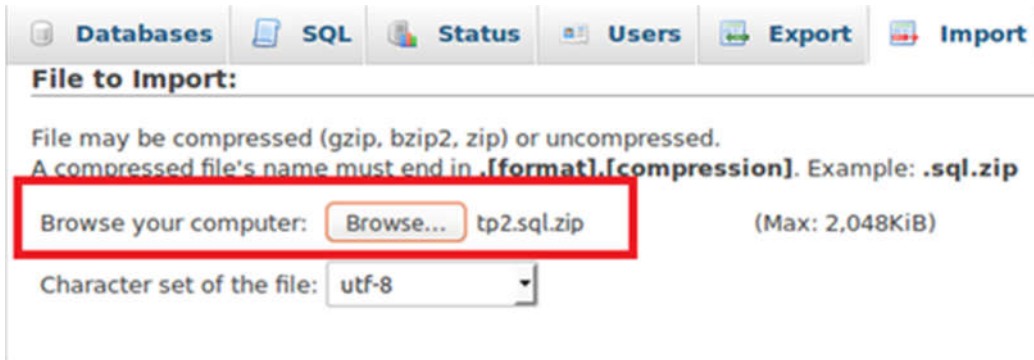 Databases SQL Status Users Export Import
File to Import:
File may be compressed (gzip, bzip2, zip) or uncompressed.
A compressed file's name must end in .[format].[compression]. Example: .sql.zip
Browse your computer: Browse... tp2.sql.zip (Max: 2,048KiB)
Character set of the file: utf-8